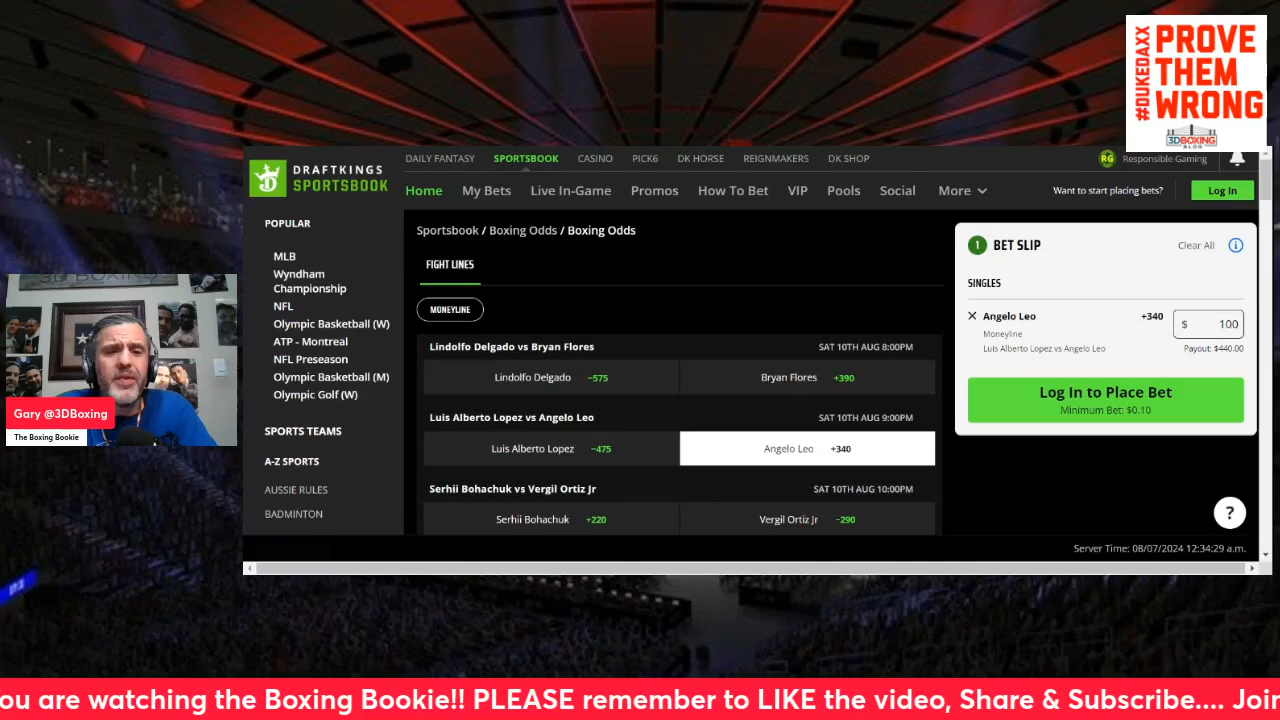 #DUKEDAXX
PROVE
THEM
WRONG
3DBOXING
BLOG
DRAFTKINGS
SPORTSBOOK
DAILY FANTASY SPORTSBOOK CASINO PICK6 DK HORSE REIGNMAKERS DK SHOP
RG Responsible Gaming
Home My Bets Live In-Game Promos How To Bet VIP Pools Social More
Want to start placing bets? Log In
POPULAR
MLB
Wyndham
Championship
NFL
Olympic Basketball (W)
ATP - Montreal
NFL Preseason
Olympic Basketball (M)
Olympic Golf (W)
SPORTS TEAMS
A-Z SPORTS
AUSSIE RULES
BADMINTON
Sportsbook / Boxing Odds / Boxing Odds
FIGHT LINES
MONEYLINE
Lindolfo Delgado vs Bryan Flores SAT 10TH AUG 8:00PM
Lindolfo Delgado −575 Bryan Flores +390
Luis Alberto Lopez vs Angelo Leo SAT 10TH AUG 9:00PM
Luis Alberto Lopez −475 Angelo Leo +340
Serhii Bohachuk vs Vergil Ortiz Jr SAT 10TH AUG 10:00PM
Serhii Bohachuk +220 Vergil Ortiz Jr −290
1 BET SLIP Clear All
SINGLES
Angelo Leo +340 $ 100
Moneyline
Luis Alberto Lopez vs Angelo Leo Payout: $440.00
Log In to Place Bet
Minimum Bet: $0.10
?
Server Time: 08/07/2024 12:34:29 a.m.
3D BOXING
Gary @3DBoxing
The Boxing Bookie
ou are watching the Boxing Bookie!! PLEASE remember to LIKE the video, Share & Subscribe.... Join